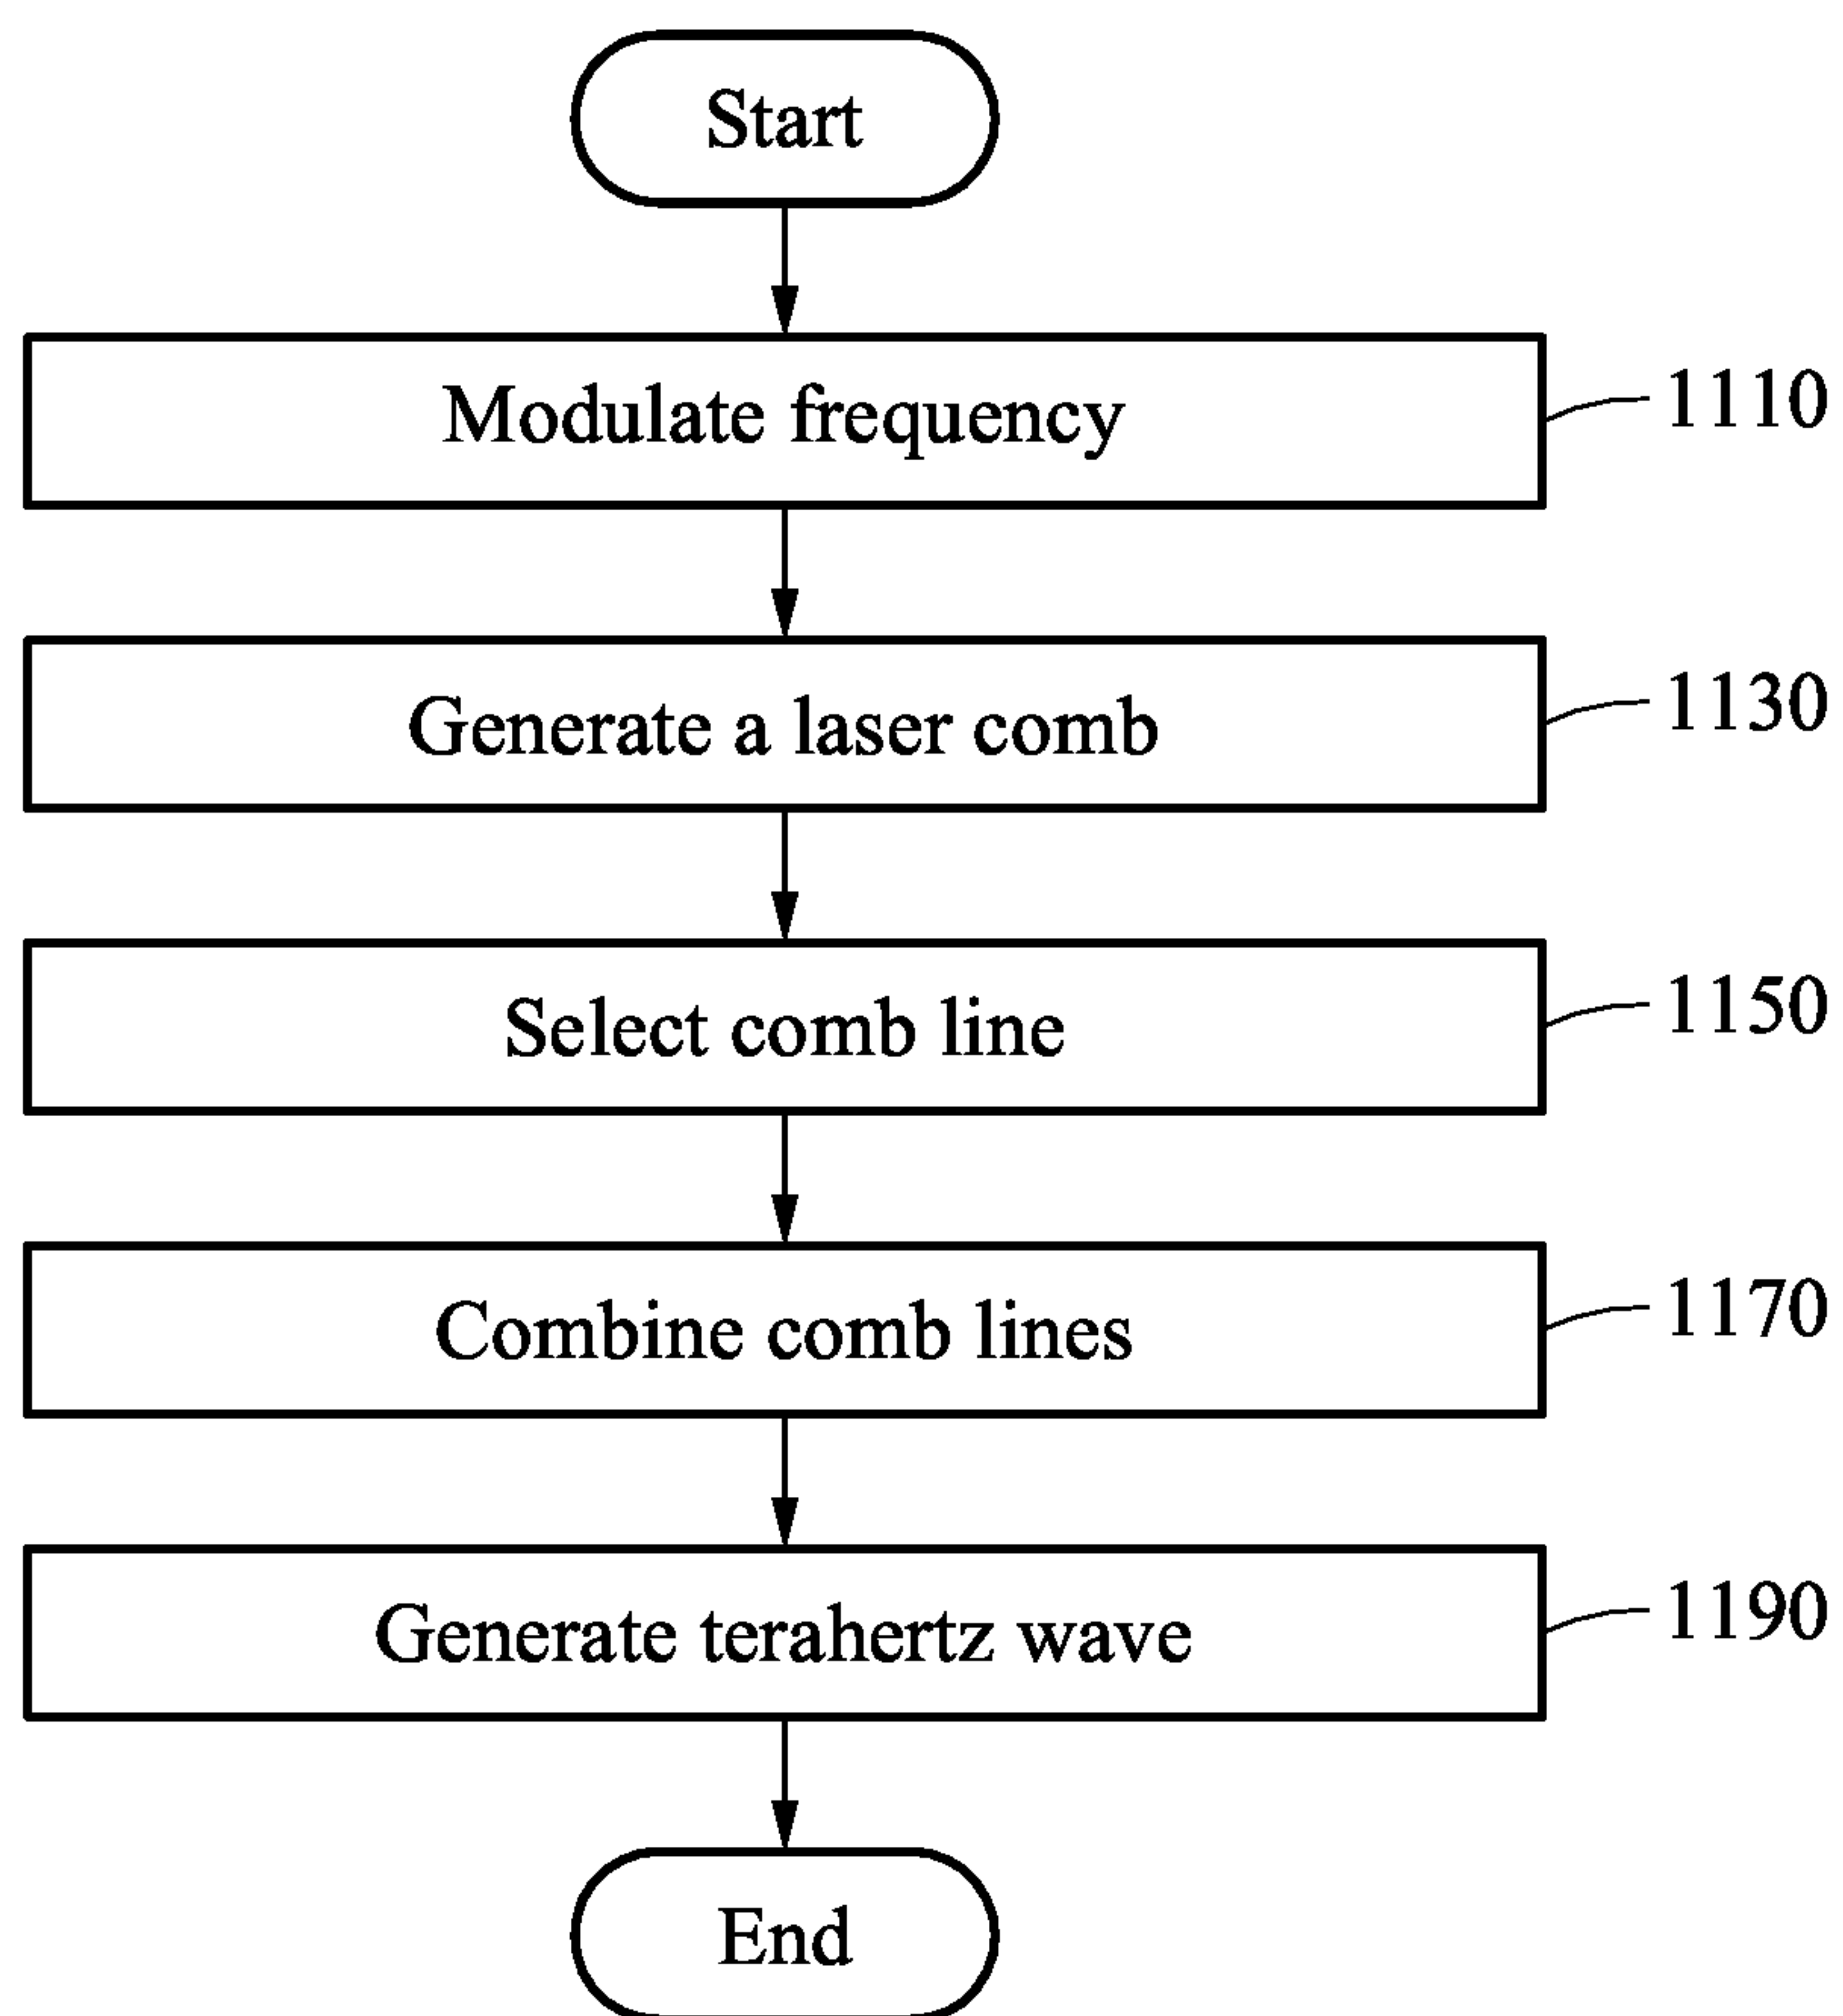 Start
Modulate frequency
1110
Generate a laser comb
1130
Select comb line
1150
Combine comb lines
1170
Generate terahertz wave
1190
End